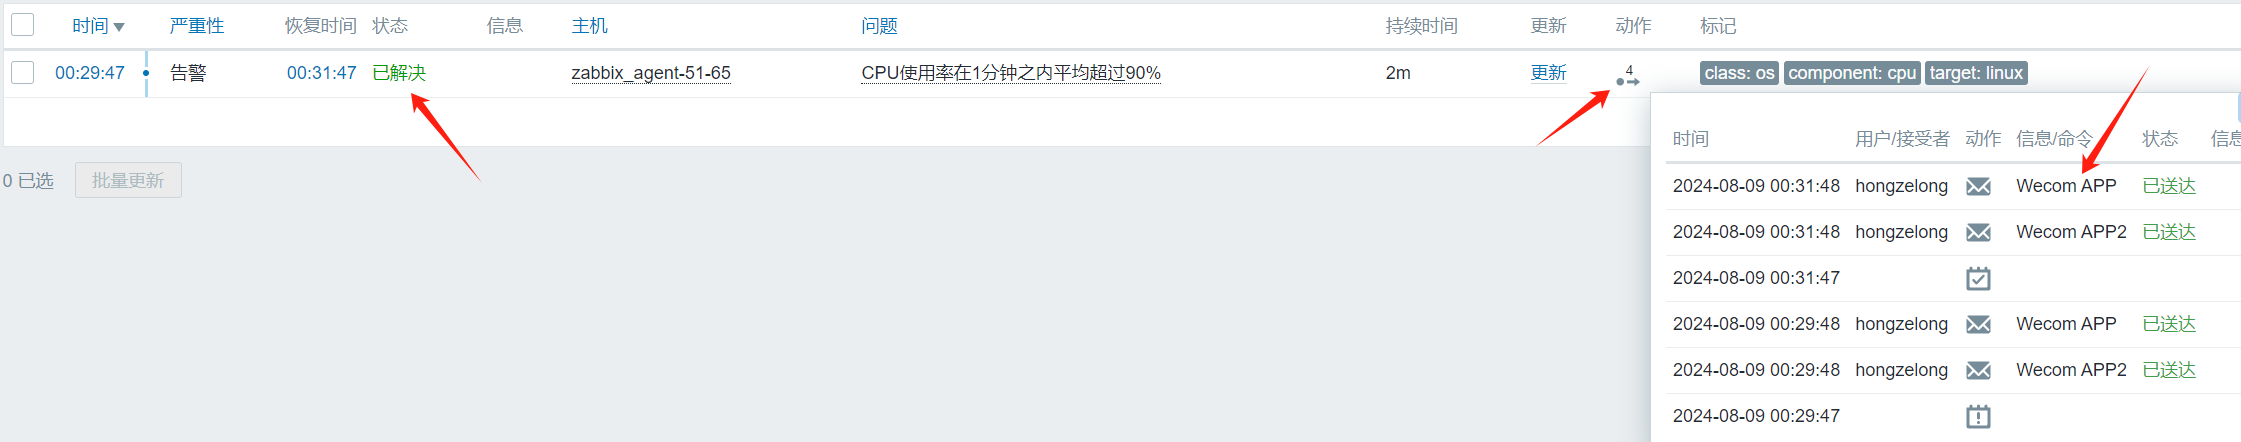 时间 严重性 恢复时间 状态 信息 主机 问题 持续时间 更新 动作 标记
00:29:47 告警 00:31:47 已解决 zabbix_agent-51-65 CPU使用率在1分钟之内平均超过90% 2m 更新 4 class: os component: cpu target: linux
0 已选 批量更新
时间 用户/接受者 动作 信息/命令 状态 信息
2024-08-09 00:31:48 hongzelong Wecom APP 已送达
2024-08-09 00:31:48 hongzelong Wecom APP2 已送达
2024-08-09 00:31:47
2024-08-09 00:29:48 hongzelong Wecom APP 已送达
2024-08-09 00:29:48 hongzelong Wecom APP2 已送达
2024-08-09 00:29:47